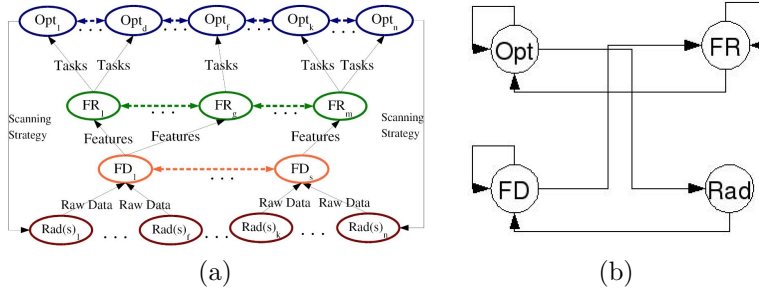 Opt1 Optd Optf Optk Optn
. . . . . . . . . . . .
Tasks Tasks Tasks Tasks Tasks
FR1 FRg FRm
. . . . . .
Scanning Strategy
Features Features Features
Scanning Strategy
FD1 FDs
. . .
Raw Data Raw Data Raw Data Raw Data
Rad(s)1 . . . Rad(s)f . . . Rad(s)k . . . Rad(s)n
(a)
Opt FR
FD Rad
(b)